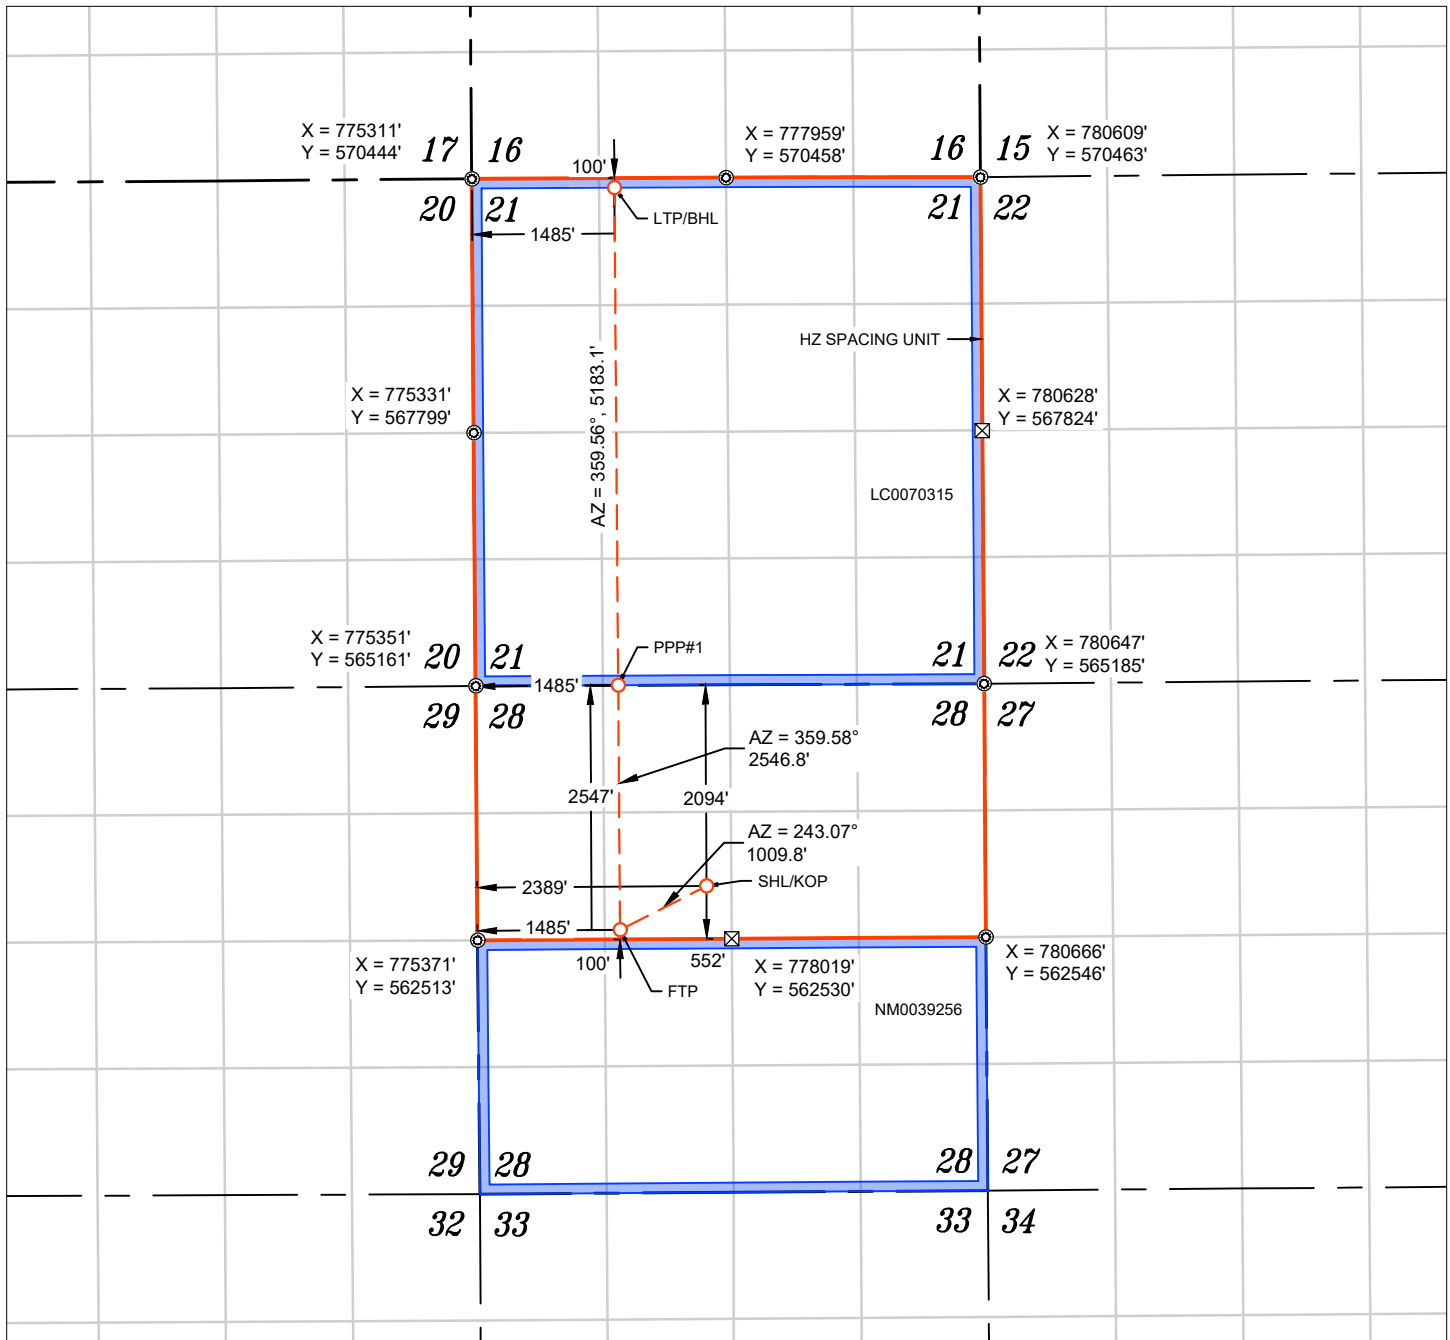 X = 775311'
Y = 570444'
17
16
100'
X = 777959'
Y = 570458'
16
15
X = 780609'
Y = 570463'
20
21
LTP/BHL
21
22
1485'
AZ = 359.56°, 5183.1'
HZ SPACING UNIT
X = 775331'
Y = 567799'
X = 780628'
Y = 567824'
LC0070315
X = 775351'
Y = 565161'
20
21
PPP#1
21
22
X = 780647'
Y = 565185'
1485'
29
28
28
27
AZ = 359.58°
2546.8'
2547'
2094'
AZ = 243.07°
1009.8'
2389'
SHL/KOP
1485'
X = 775371'
Y = 562513'
100'
FTP
552'
X = 778019'
Y = 562530'
X = 780666'
Y = 562546'
NM0039256
29
28
28
27
32
33
33
34